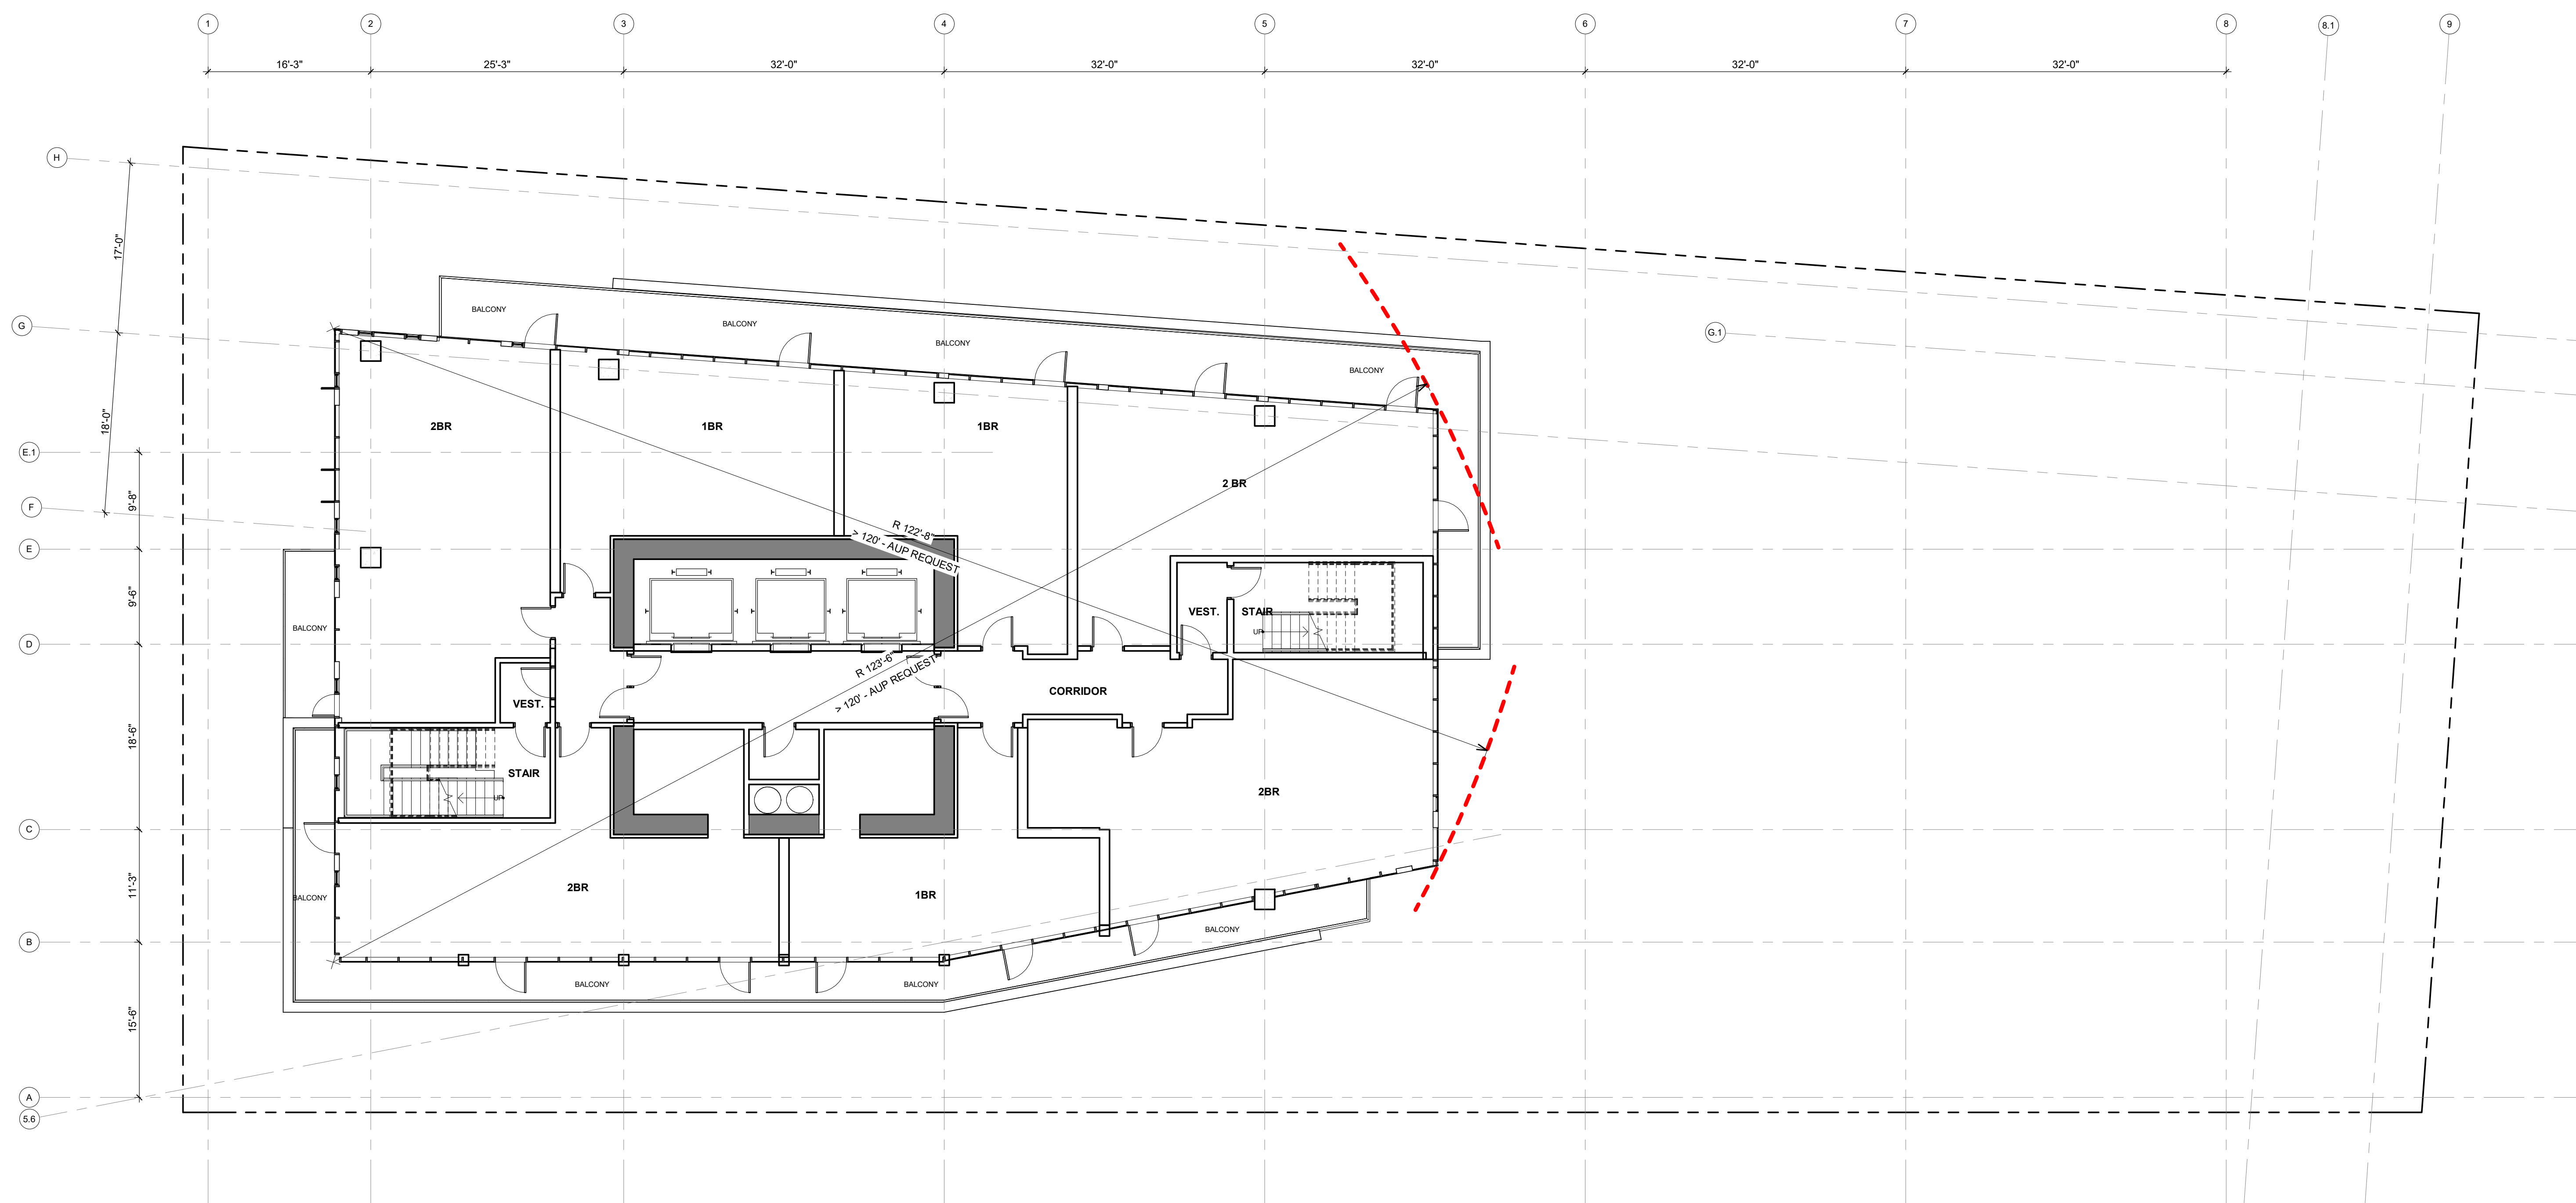 1
2
3
4
5
6
7
8
8.1
9
16'-3"
25'-3"
32'-0"
32'-0"
32'-0"
32'-0"
32'-0"
H
17'-0"
BALCONY
BALCONY
G
G.1
BALCONY
BALCONY
18'-0"
2BR
1BR
1BR
E.1
2 BR
9'-8"
F
R 122'-8"
> 120' - AUP REQUEST
E
9'-6"
VEST.
STAIR
BALCONY
UP
D
R 123'-6"
> 120' - AUP REQUEST
CORRIDOR
VEST.
18'-6"
STAIR
2BR
UP
C
11'-3"
2BR
1BR
BALCONY
BALCONY
B
BALCONY
BALCONY
15'-6"
A
5.6